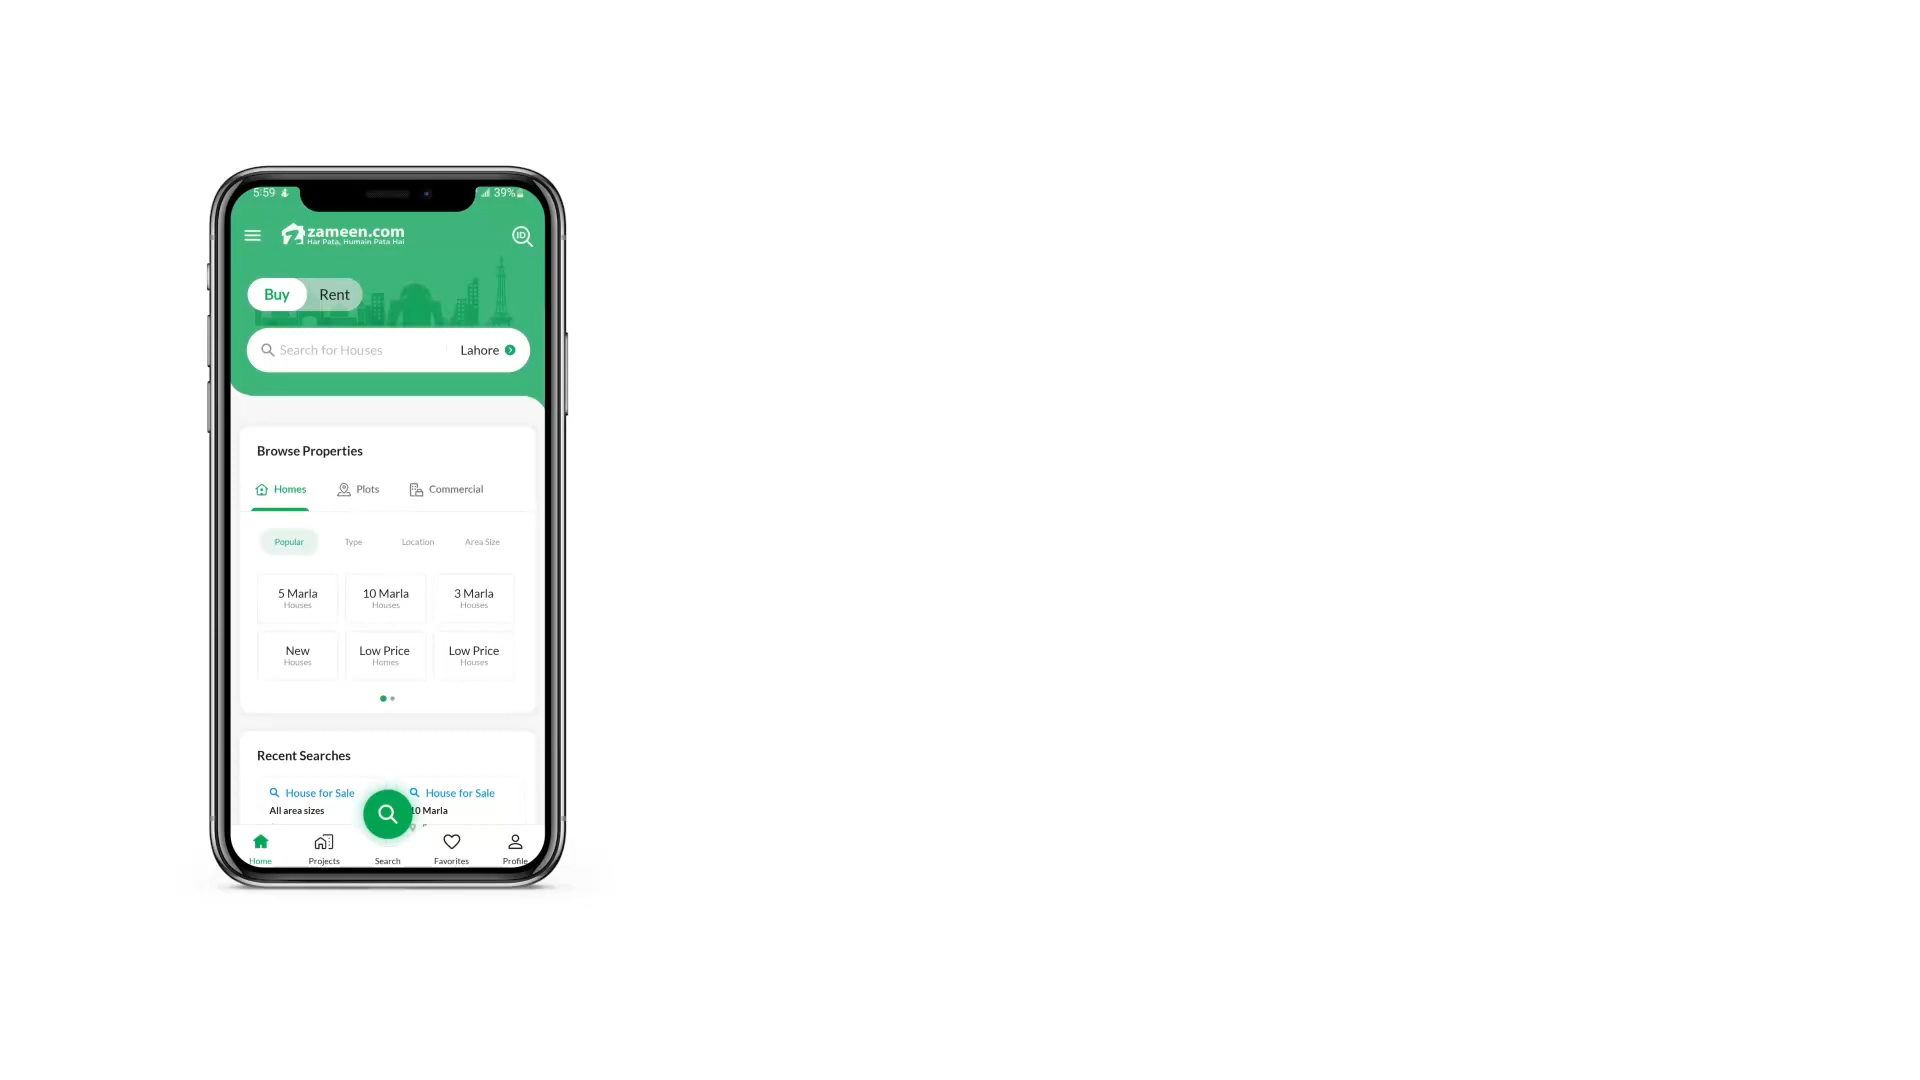 5:59 39%
zameen.com
Har Pata, Humain Pata Hai
ID
Buy Rent
Search for Houses Lahore
Browse Properties
Homes Plots Commercial
Popular Type Location Area Size
5 Marla 10 Marla 3 Marla
Houses Houses Houses
New Low Price Low Price
Houses Homes Houses
Recent Searches
House for Sale House for Sale
All area sizes 10 Marla
Home Projects Search Favorites Profile